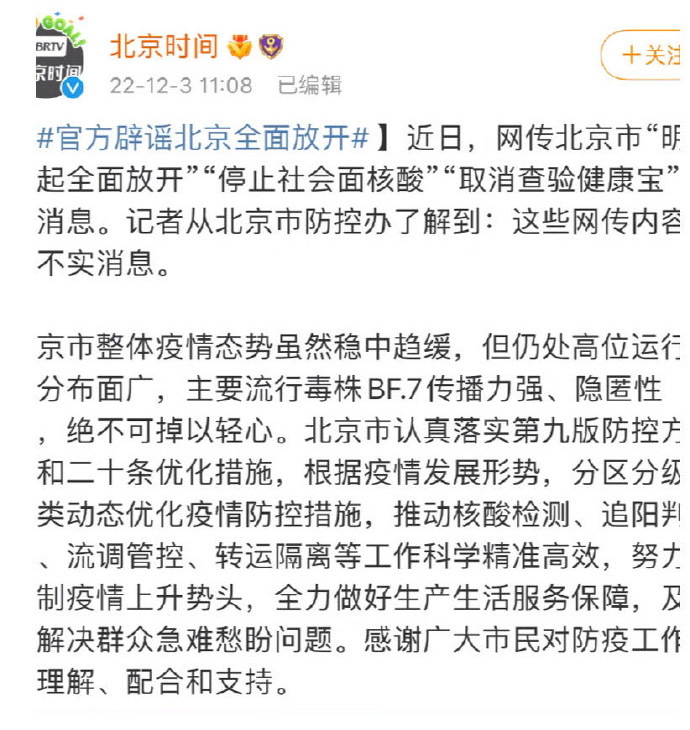 GOAL!
BRTV
京时间
北京时间
22-12-3 11:08 已编辑
＋关注
#官方辟谣北京全面放开# 】近日，网传北京市“明
起全面放开”“停止社会面核酸”“取消查验健康宝”
消息。记者从北京市防控办了解到：这些网传内容
不实消息。
京市整体疫情态势虽然稳中趋缓，但仍处高位运行
分布面广，主要流行毒株BF.7传播力强、隐匿性
，绝不可掉以轻心。北京市认真落实第九版防控方
和二十条优化措施，根据疫情发展形势，分区分级
类动态优化疫情防控措施，推动核酸检测、追阳判
、流调管控、转运隔离等工作科学精准高效，努力
制疫情上升势头，全力做好生产生活服务保障，及
解决群众急难愁盼问题。感谢广大市民对防疫工作
理解、配合和支持。